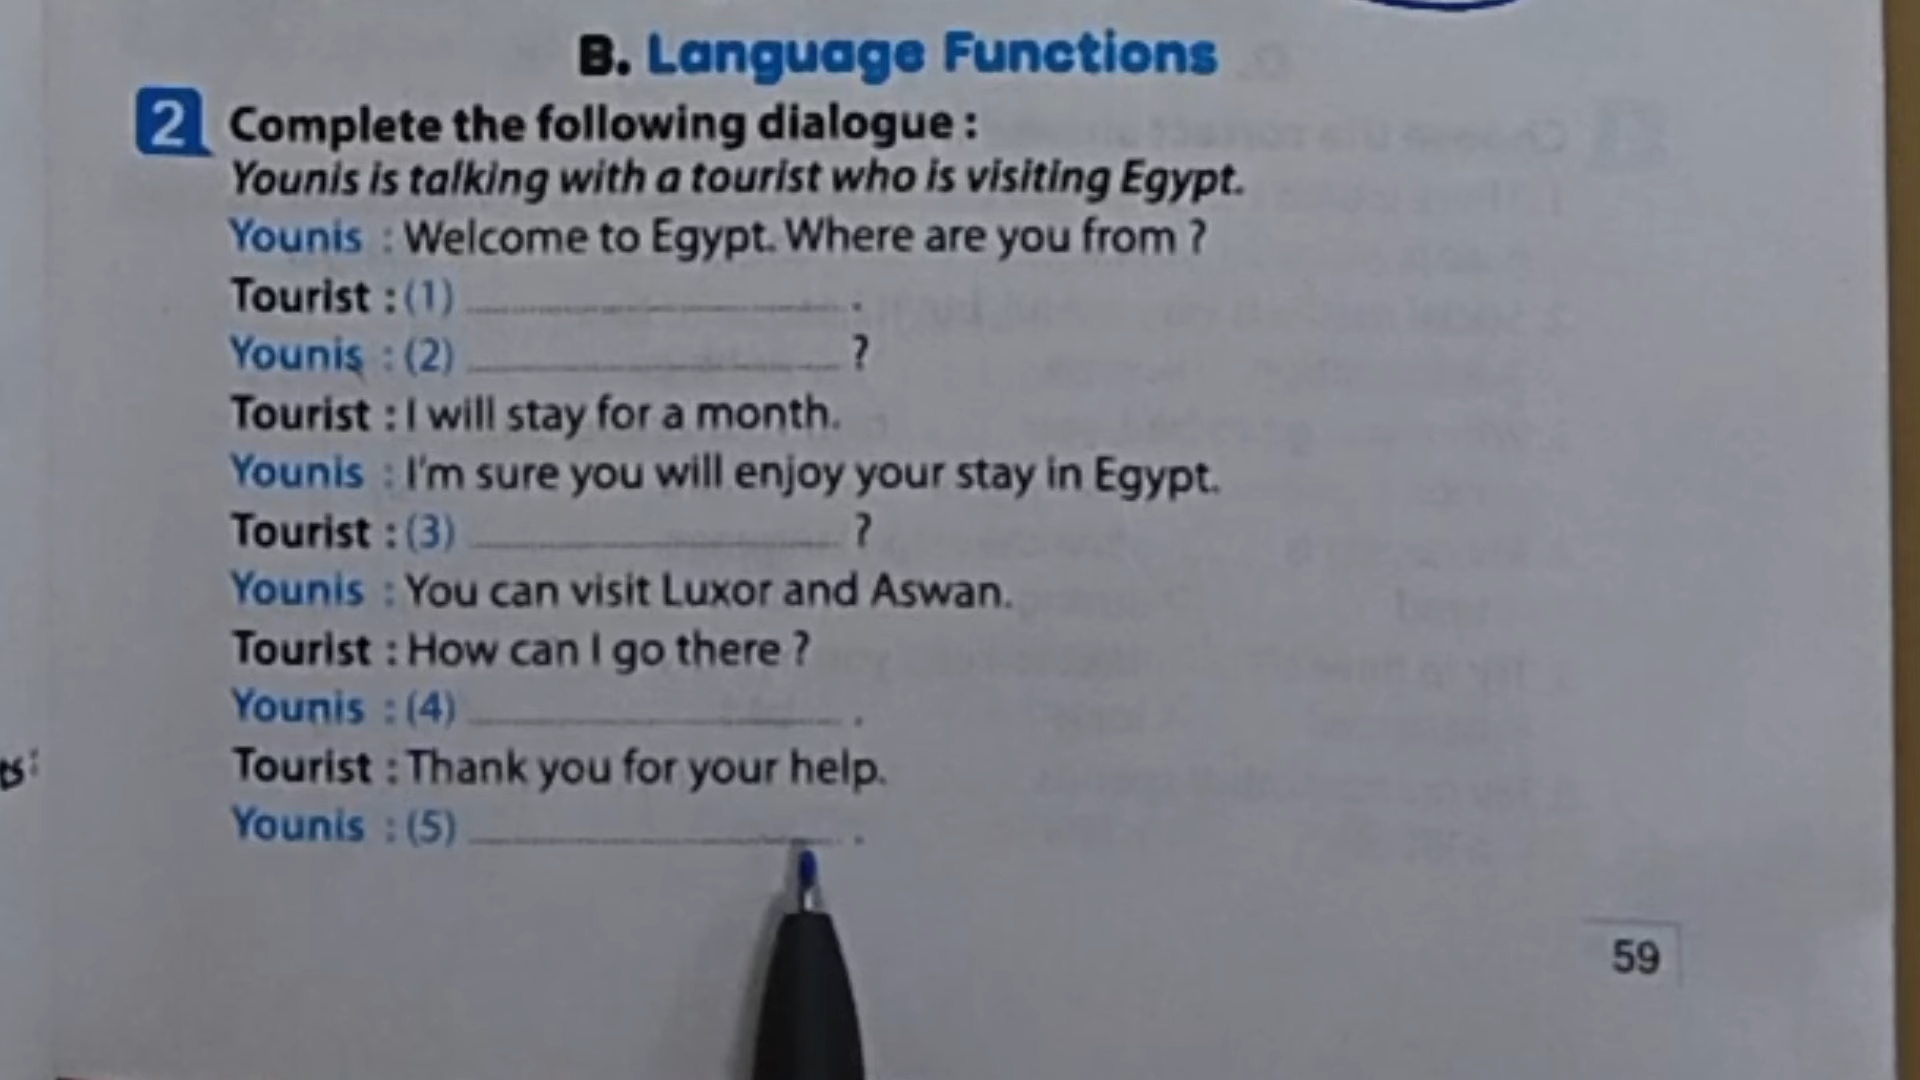 B. Language Functions
2 Complete the following dialogue :
Younis is talking with a tourist who is visiting Egypt.
Younis : Welcome to Egypt. Where are you from ?
Tourist : (1) .
Younis : (2) ?
Tourist : I will stay for a month.
Younis : I'm sure you will enjoy your stay in Egypt.
Tourist : (3) ?
Younis : You can visit Luxor and Aswan.
Tourist : How can I go there ?
Younis : (4) .
Tourist : Thank you for your help.
Younis : (5) .
59